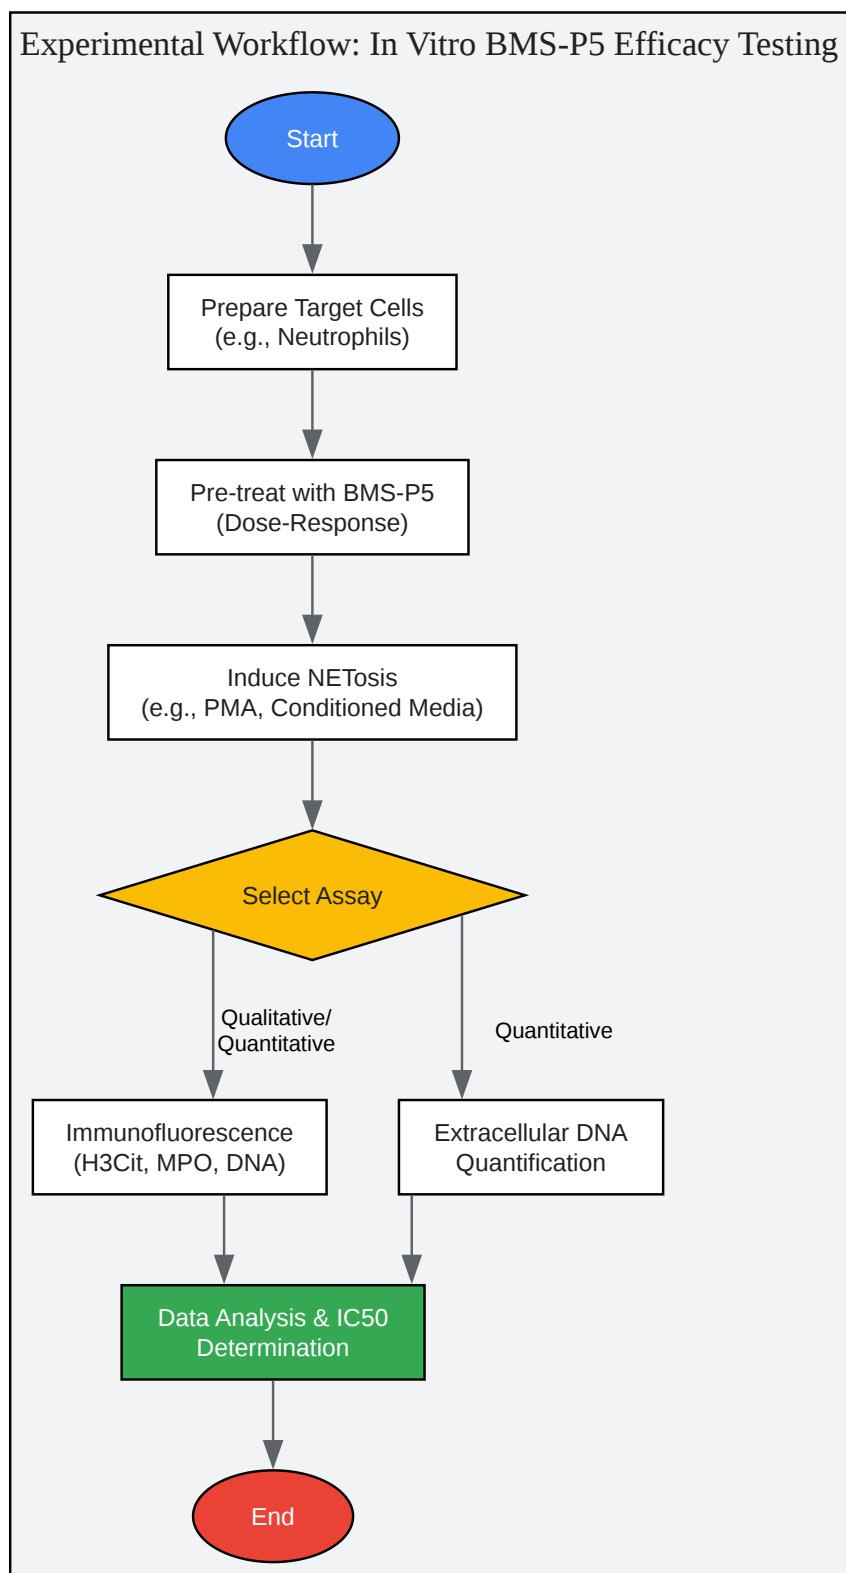 Experimental Workflow: In Vitro BMS-P5 Efficacy Testing
Start
Prepare Target Cells
(e.g., Neutrophils)
Pre-treat with BMS-P5
(Dose-Response)
Induce NETosis
(e.g., PMA, Conditioned Media)
Select Assay
Qualitative/
Quantitative
Quantitative
Immunofluorescence
(H3Cit, MPO, DNA)
Extracellular DNA
Quantification
Data Analysis & IC50
Determination
End